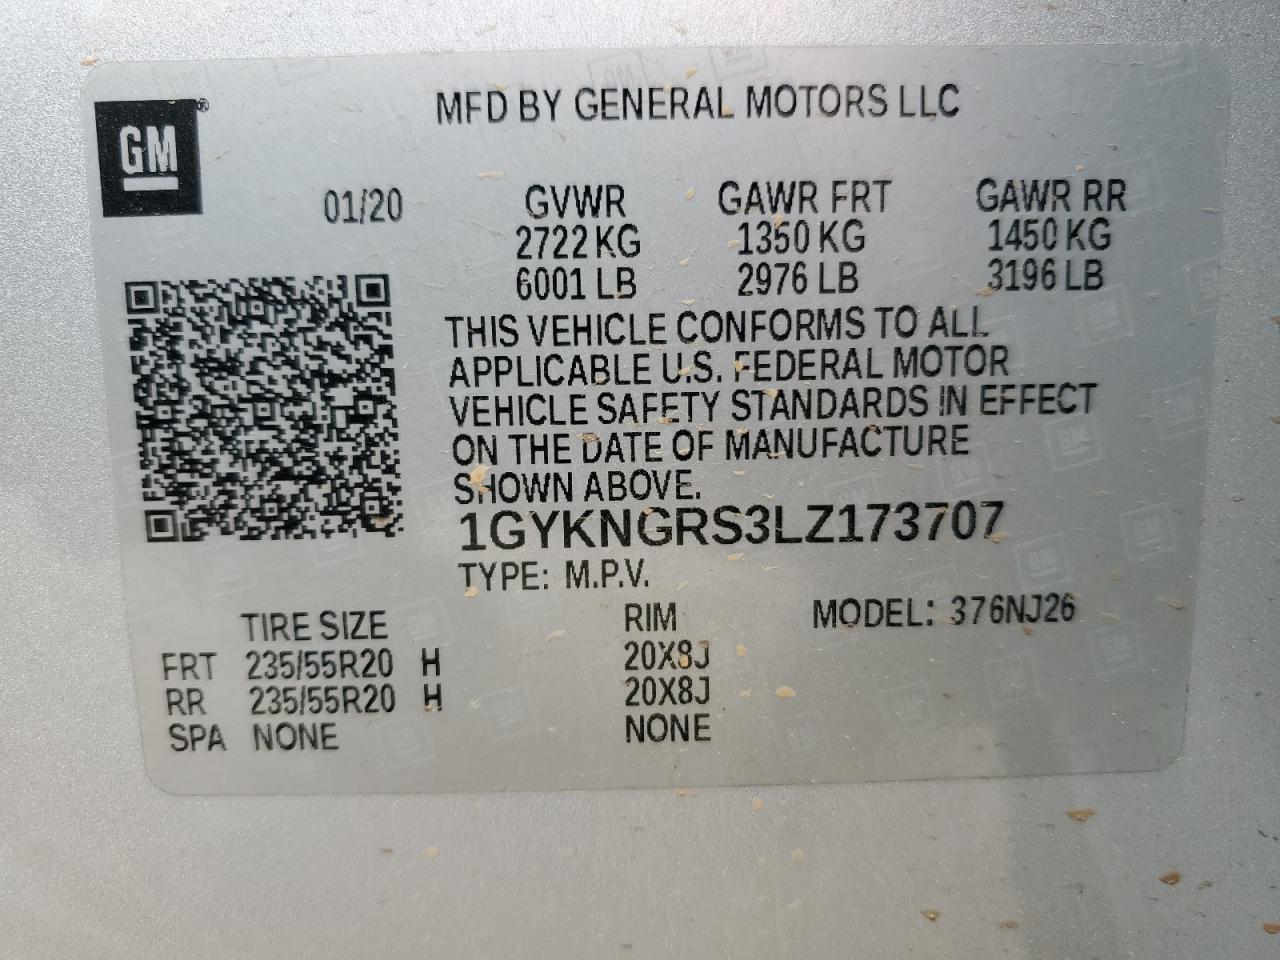 GM®
MFD BY GENERAL MOTORS LLC
01/20
GVWR GAWR FRT GAWR RR
2722 KG 1350 KG 1450 KG
6001 LB 2976 LB 3196 LB
THIS VEHICLE CONFORMS TO ALL
APPLICABLE U.S. FEDERAL MOTOR
VEHICLE SAFETY STANDARDS IN EFFECT
ON THE DATE OF MANUFACTURE
SHOWN ABOVE.
1GYKNGRS3LZ173707
TYPE: M.P.V.
TIRE SIZE RIM MODEL: 376NJ26
FRT 235/55R20 H 20X8J
RR 235/55R20 H 20X8J
SPA NONE NONE